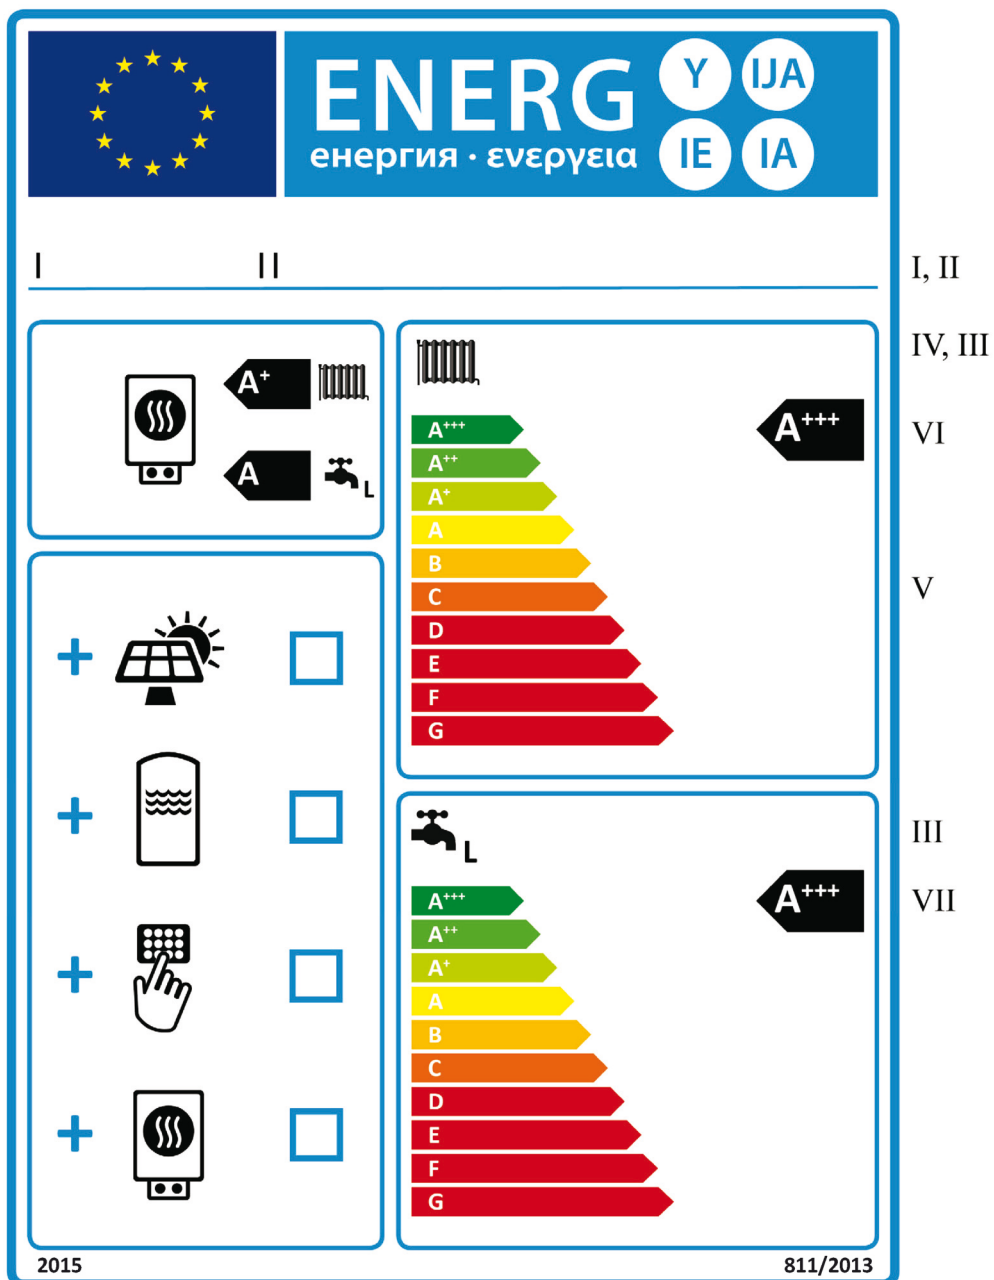 ENERG Y IJA
енергия · ενεργεια IE IA
I II
I, II
IV, III
A+
A
L
A+++
A++
A+
A
B
C
D
E
F
G
A+++
VI
V
L
III
A+++
A++
A+
A
B
C
D
E
F
G
A+++
VII
2015 811/2013